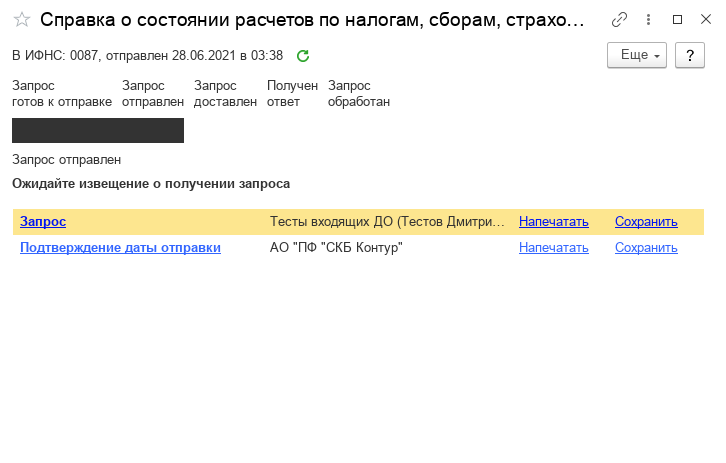 Справка о состоянии расчетов по налогам, сборам, страхо...
В ИФНС: 0087, отправлен 28.06.2021 в 03:38
Еще
?
Запрос готов к отправке
Запрос отправлен
Запрос доставлен
Получен ответ
Запрос обработан
Запрос отправлен
Ожидайте извещение о получении запроса
Запрос Тесты входящих ДО (Тестов Дмитри... Напечатать Сохранить
Подтверждение даты отправки АО "ПФ "СКБ Контур" Напечатать Сохранить